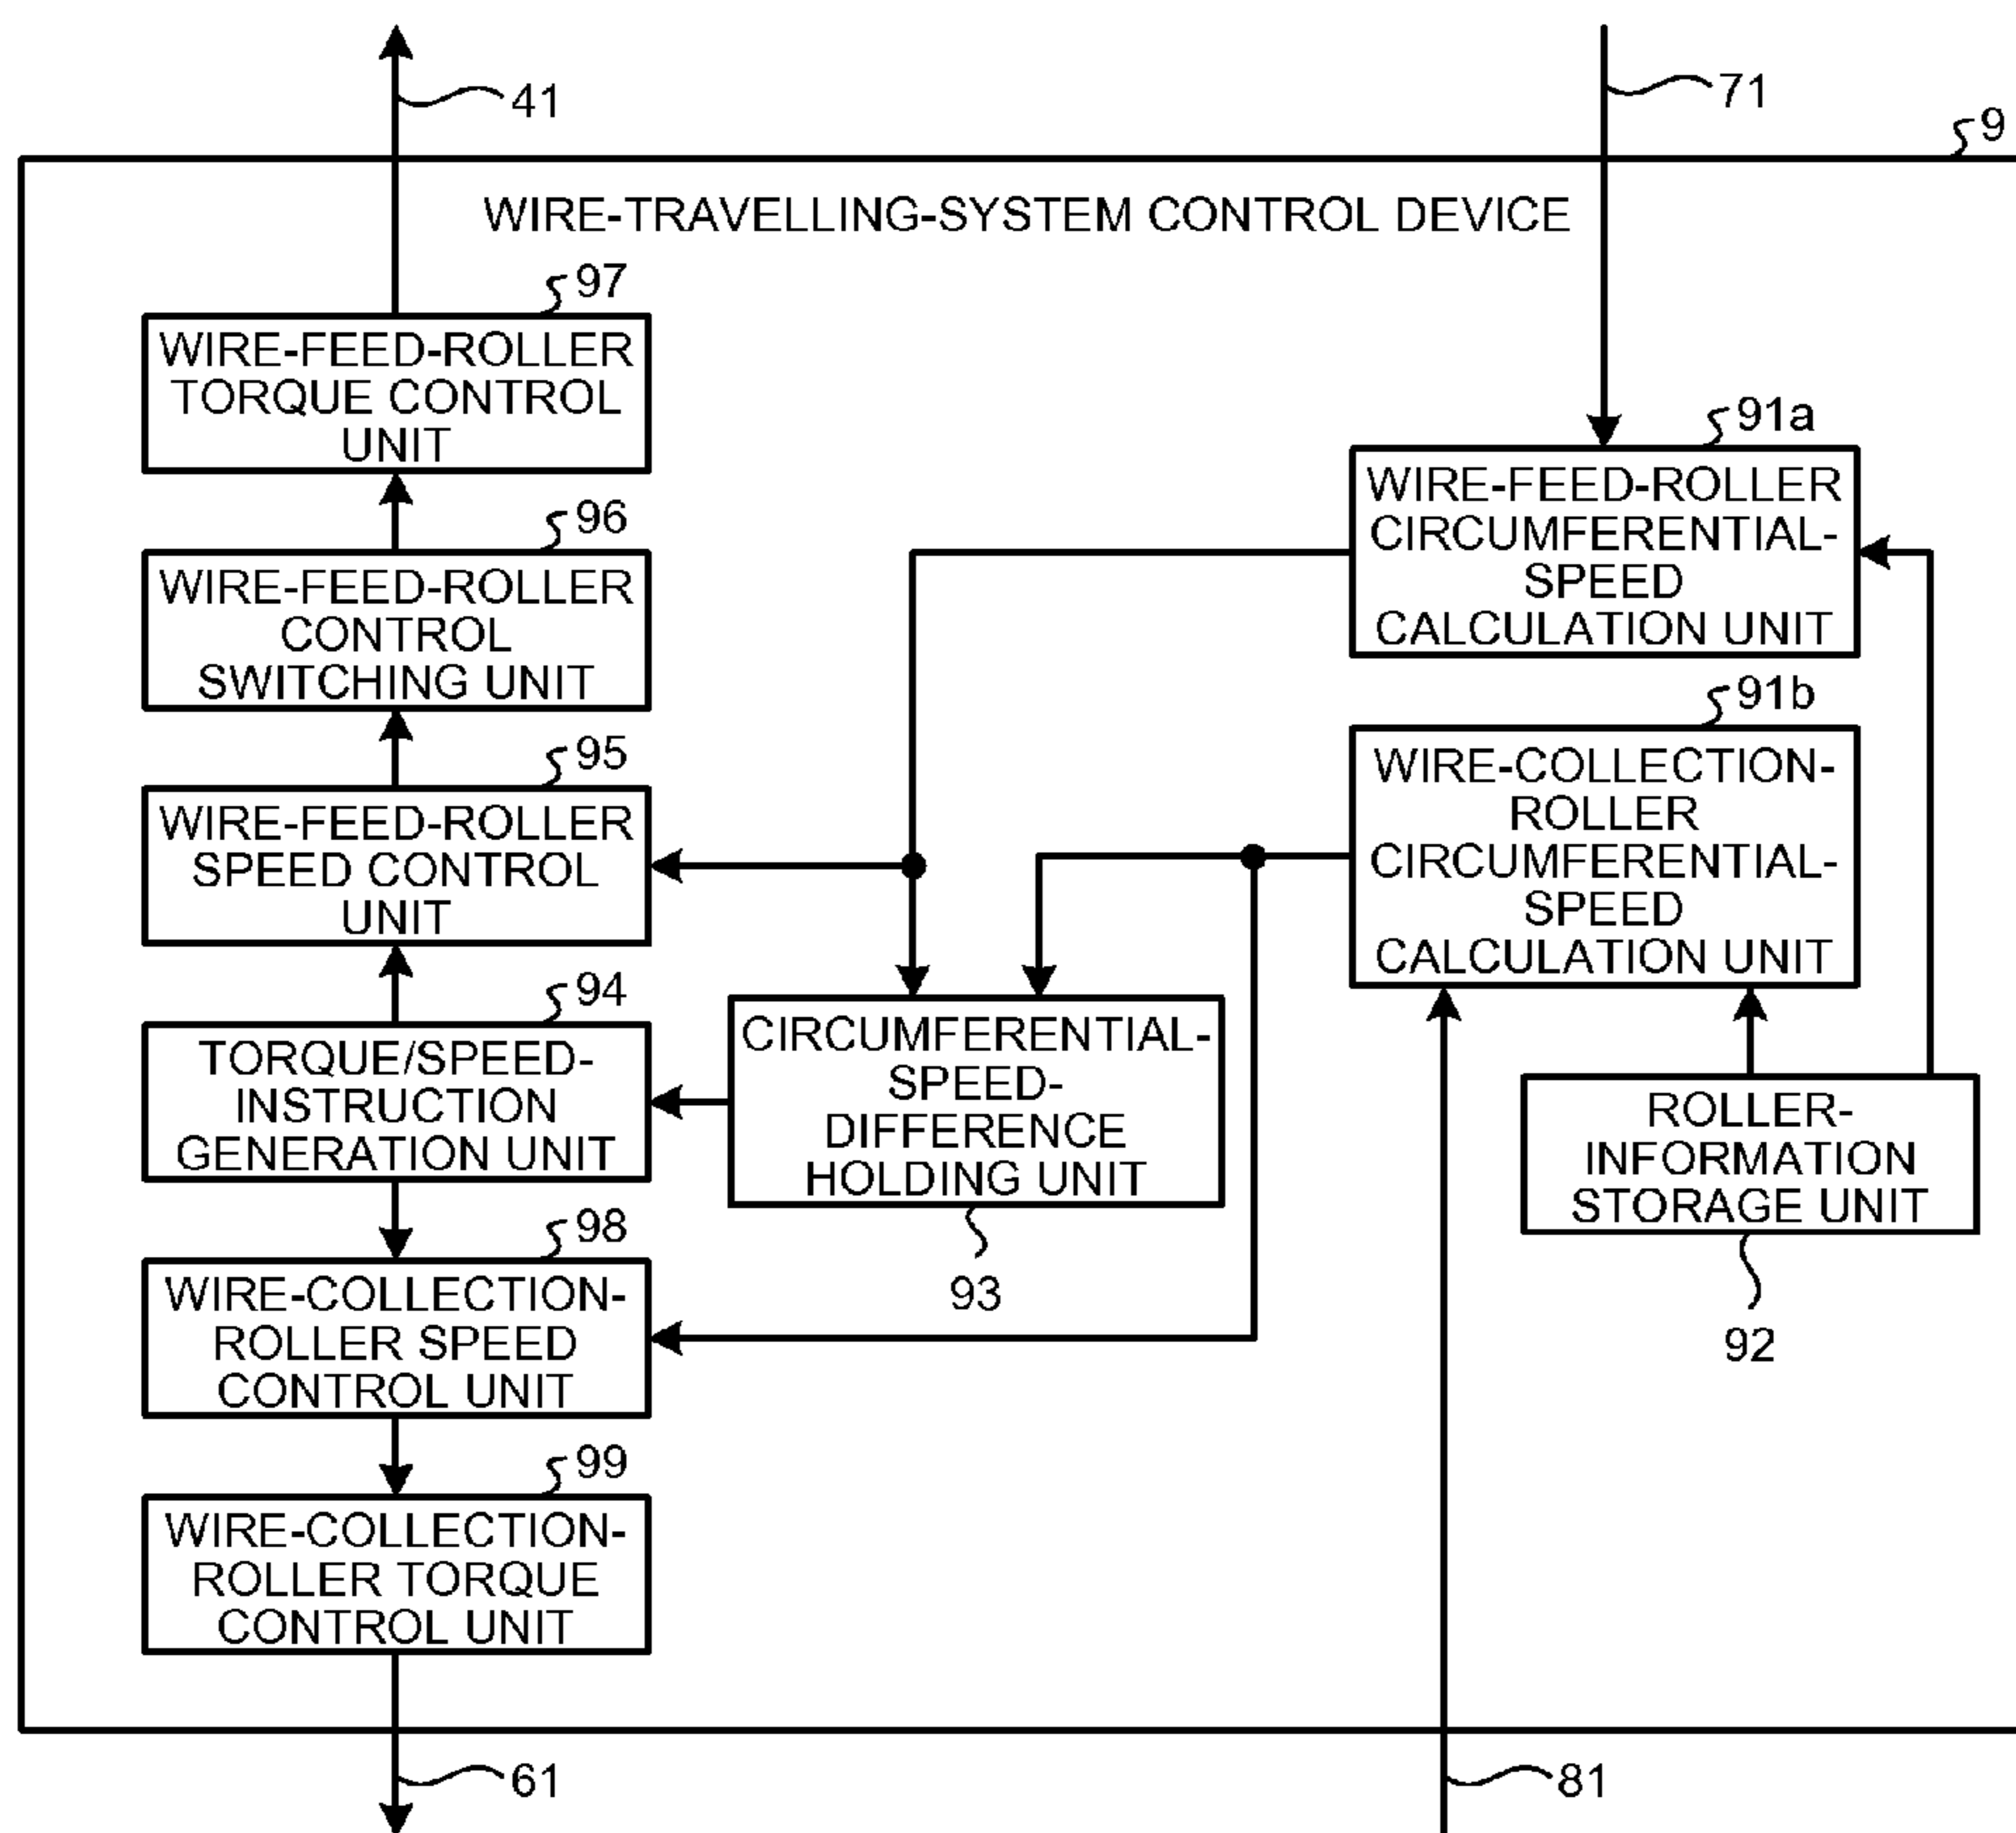 41
71
9
WIRE-TRAVELLING-SYSTEM CONTROL DEVICE
97
WIRE-FEED-ROLLER
TORQUE CONTROL
UNIT
91a
WIRE-FEED-ROLLER
CIRCUMFERENTIAL-
SPEED
CALCULATION UNIT
96
WIRE-FEED-ROLLER
CONTROL
SWITCHING UNIT
91b
WIRE-COLLECTION-
ROLLER
CIRCUMFERENTIAL-
SPEED
CALCULATION UNIT
95
WIRE-FEED-ROLLER
SPEED CONTROL
UNIT
94
TORQUE/SPEED-
INSTRUCTION
GENERATION UNIT
CIRCUMFERENTIAL-
SPEED-
DIFFERENCE
HOLDING UNIT
93
ROLLER-
INFORMATION
STORAGE UNIT
92
98
WIRE-COLLECTION-
ROLLER SPEED
CONTROL UNIT
99
WIRE-COLLECTION-
ROLLER TORQUE
CONTROL UNIT
61
81